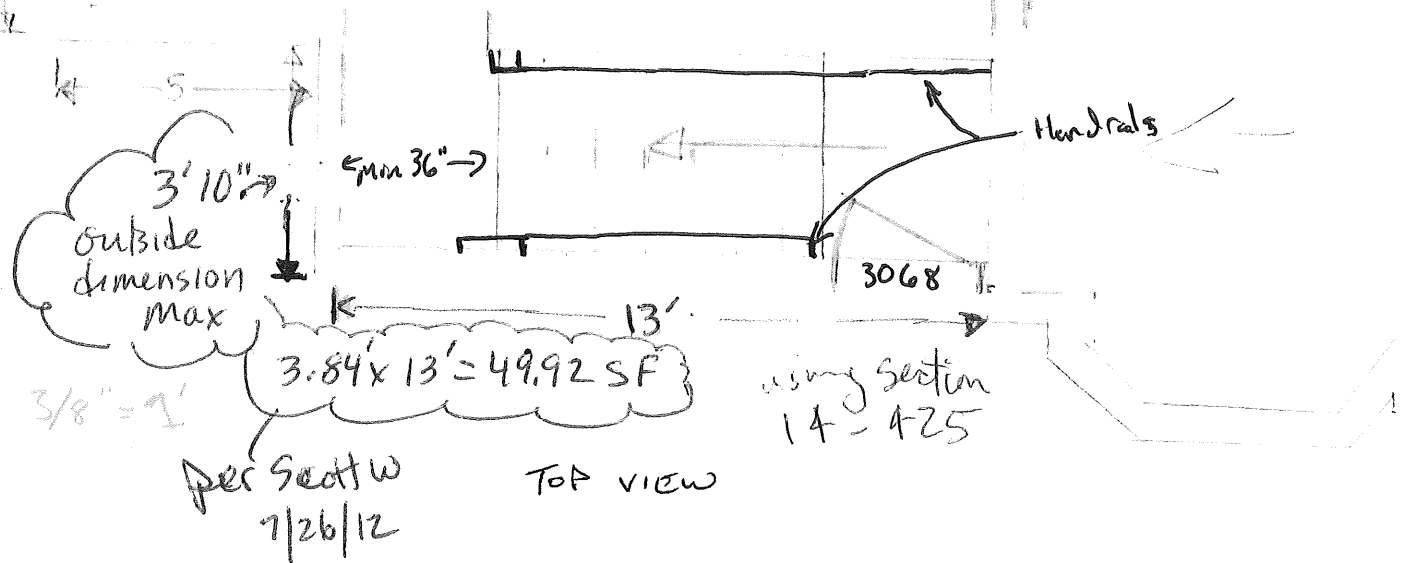 5
Handrails
←min 36"→
3'10"→
outside
dimension
max
3068
13'
3.84' x 13' = 49.92 SF
3/8" = 1'
using Section
14-425
per Scott W
7/26/12
TOP VIEW